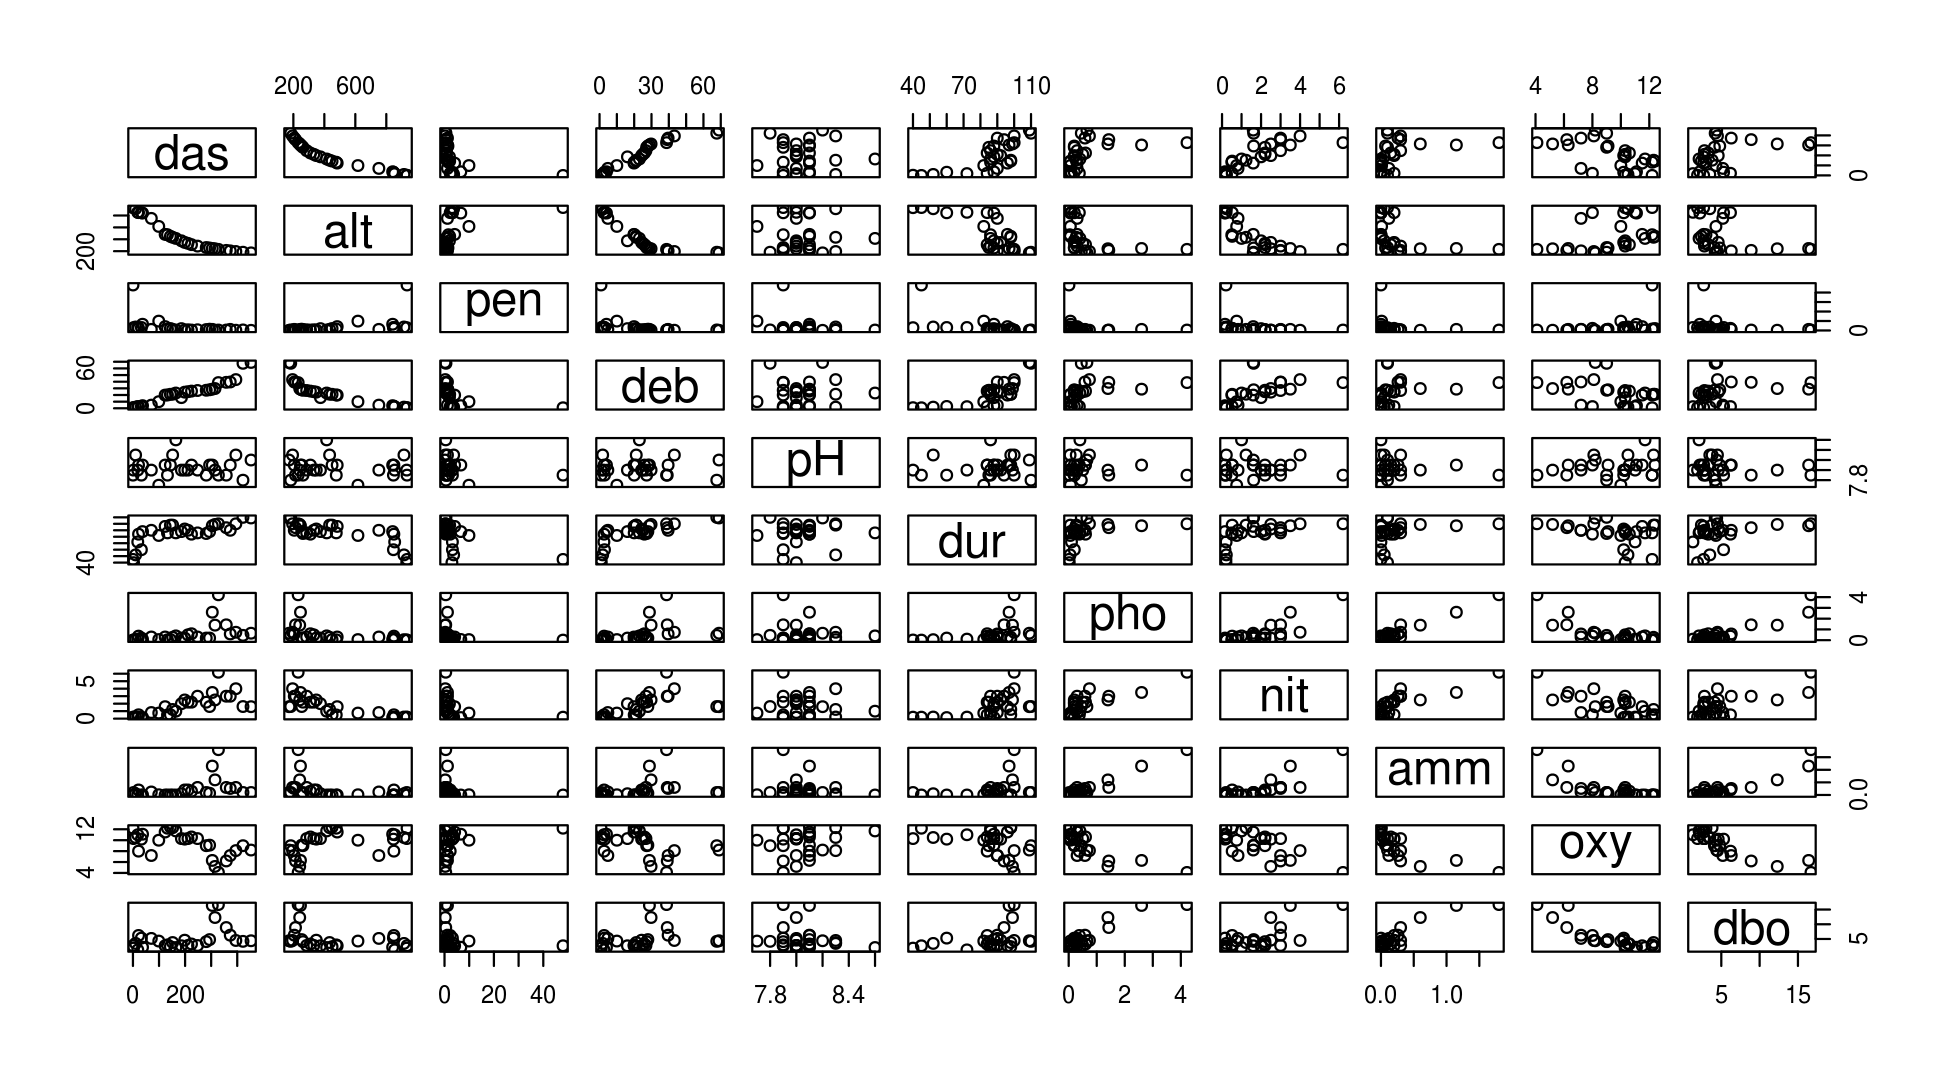 200 600 0 30 60 40 70 110 0 2 4 6 4 8 12
das 0
200 alt
pen 0
0 60 deb
pH 7.8
40 dur
pho 0 4
0 5 nit
amm 0.0
4 12 oxy
dbo 5
0 200 0 20 40 7.8 8.4 0 2 4 0.0 1.0 5 15